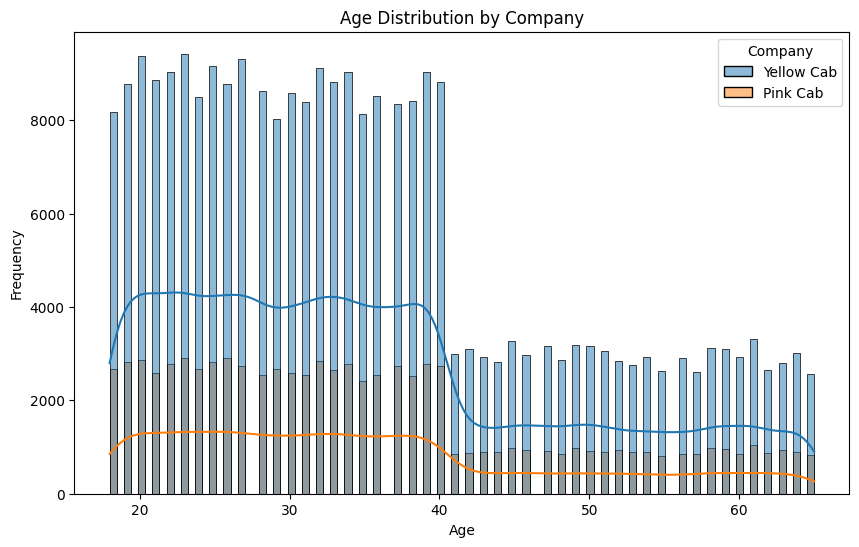 Age Distribution by Company
Company
Yellow Cab
Pink Cab
Frequency
8000
6000
4000
2000
0
20
30
40
50
60
Age